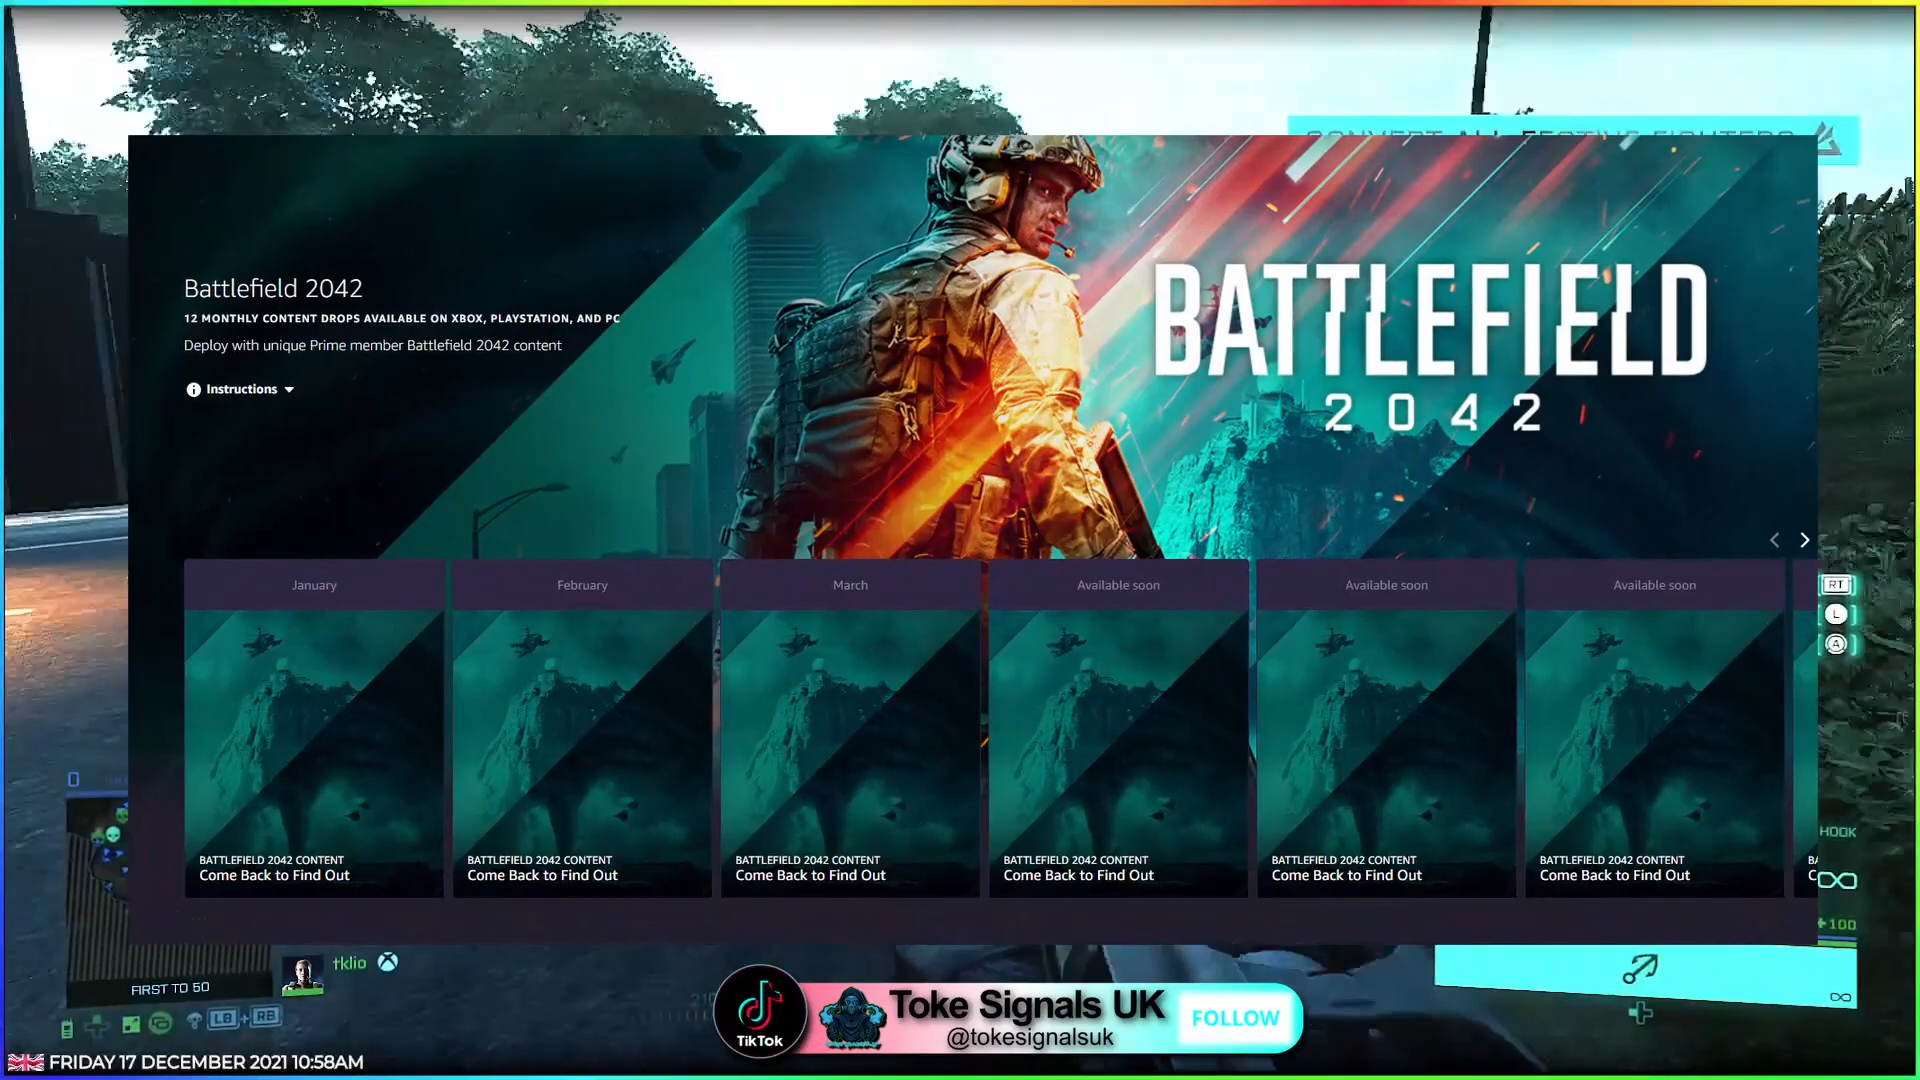 Battlefield 2042
12 MONTHLY CONTENT DROPS AVAILABLE ON XBOX, PLAYSTATION, AND PC
Deploy with unique Prime member Battlefield 2042 content
Instructions
BATTLEFIELD
2042
January
February
March
Available soon
Available soon
Available soon
RT
L
A
BATTLEFIELD 2042 CONTENT
Come Back to Find Out
BATTLEFIELD 2042 CONTENT
Come Back to Find Out
BATTLEFIELD 2042 CONTENT
Come Back to Find Out
BATTLEFIELD 2042 CONTENT
Come Back to Find Out
BATTLEFIELD 2042 CONTENT
Come Back to Find Out
BATTLEFIELD 2042 CONTENT
Come Back to Find Out
HOOK
+100
tklio
FIRST TO 50
LB+RB
TikTok
Toke Signals UK
@tokesignalsuk
FOLLOW
FRIDAY 17 DECEMBER 2021 10:58AM